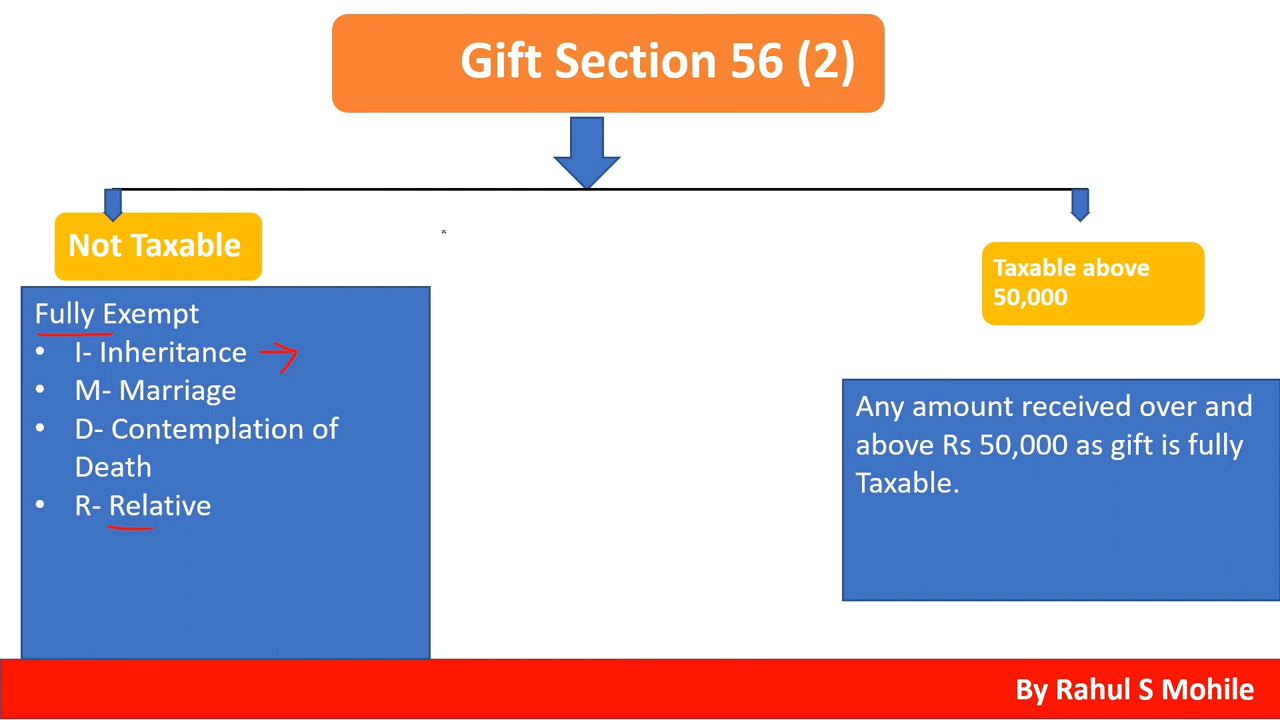 Gift Section 56 (2)
Not Taxable
Fully Exempt
• I- Inheritance
• M- Marriage
• D- Contemplation of
Death
• R- Relative
Taxable above
50,000
Any amount received over and
above Rs 50,000 as gift is fully
Taxable.
By Rahul S Mohile